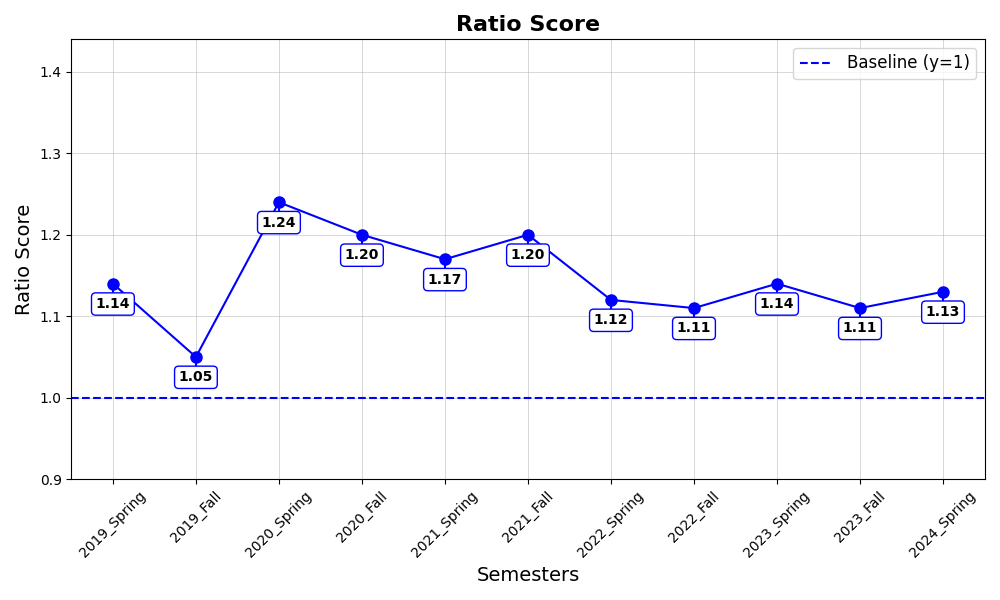 Ratio Score
Baseline (y=1)
Ratio Score
1.4
1.3
1.2
1.1
1.0
0.9
1.14
1.05
1.24
1.20
1.17
1.20
1.12
1.11
1.14
1.11
1.13
2019_Spring
2019_Fall
2020_Spring
2020_Fall
2021_Spring
2021_Fall
2022_Spring
2022_Fall
2023_Spring
2023_Fall
2024_Spring
Semesters